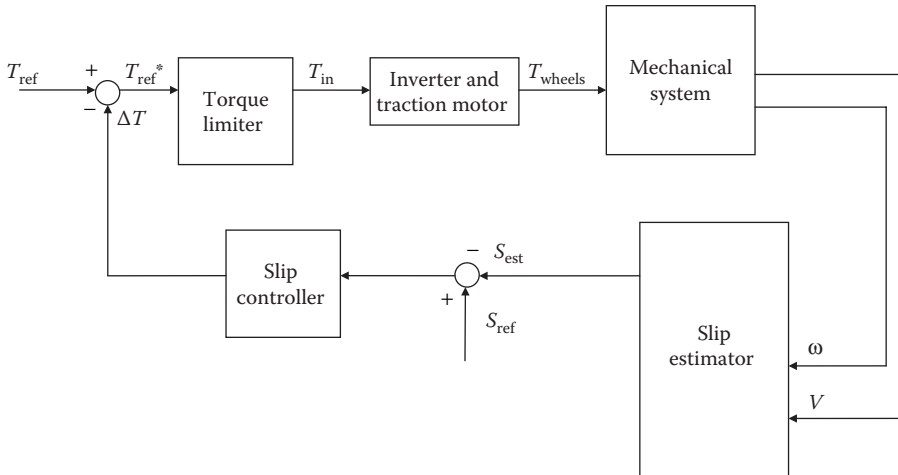 T_ref
+
−
T_ref*
ΔT
Torque
limiter
T_in
Inverter and
traction motor
T_wheels
Mechanical
system
Slip
controller
−
+
S_est
S_ref
Slip
estimator
ω
V